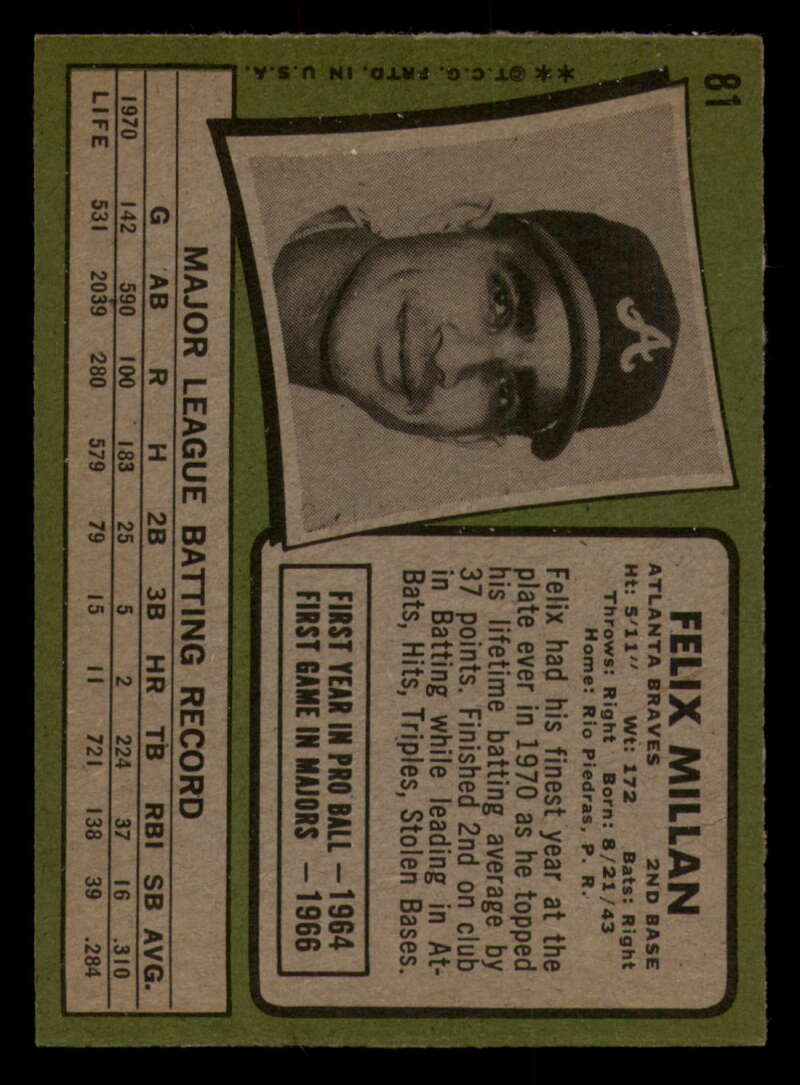 81
**@T.C.G. PRTD. IN U.S.A.
A
FELIX MILLAN
ATLANTA BRAVES 2ND BASE
Ht: 5'11" Wt: 172 Bats: Right
Throws: Right Born: 8/21/43
Home: Rio Piedras, P. R.
Felix had his finest year at the
plate ever in 1970 as he topped
his lifetime batting average by
37 points. Finished 2nd on club
in Batting while leading in At-
Bats, Hits, Triples, Stolen Bases.
FIRST YEAR IN PRO BALL — 1964
FIRST GAME IN MAJORS — 1966
MAJOR LEAGUE BATTING RECORD
G AB R H 2B 3B HR TB RBI SB AVG.
1970 142 590 100 183 25 5 2 224 37 16 .310
LIFE 531 2039 280 579 79 15 11 721 138 39 .284